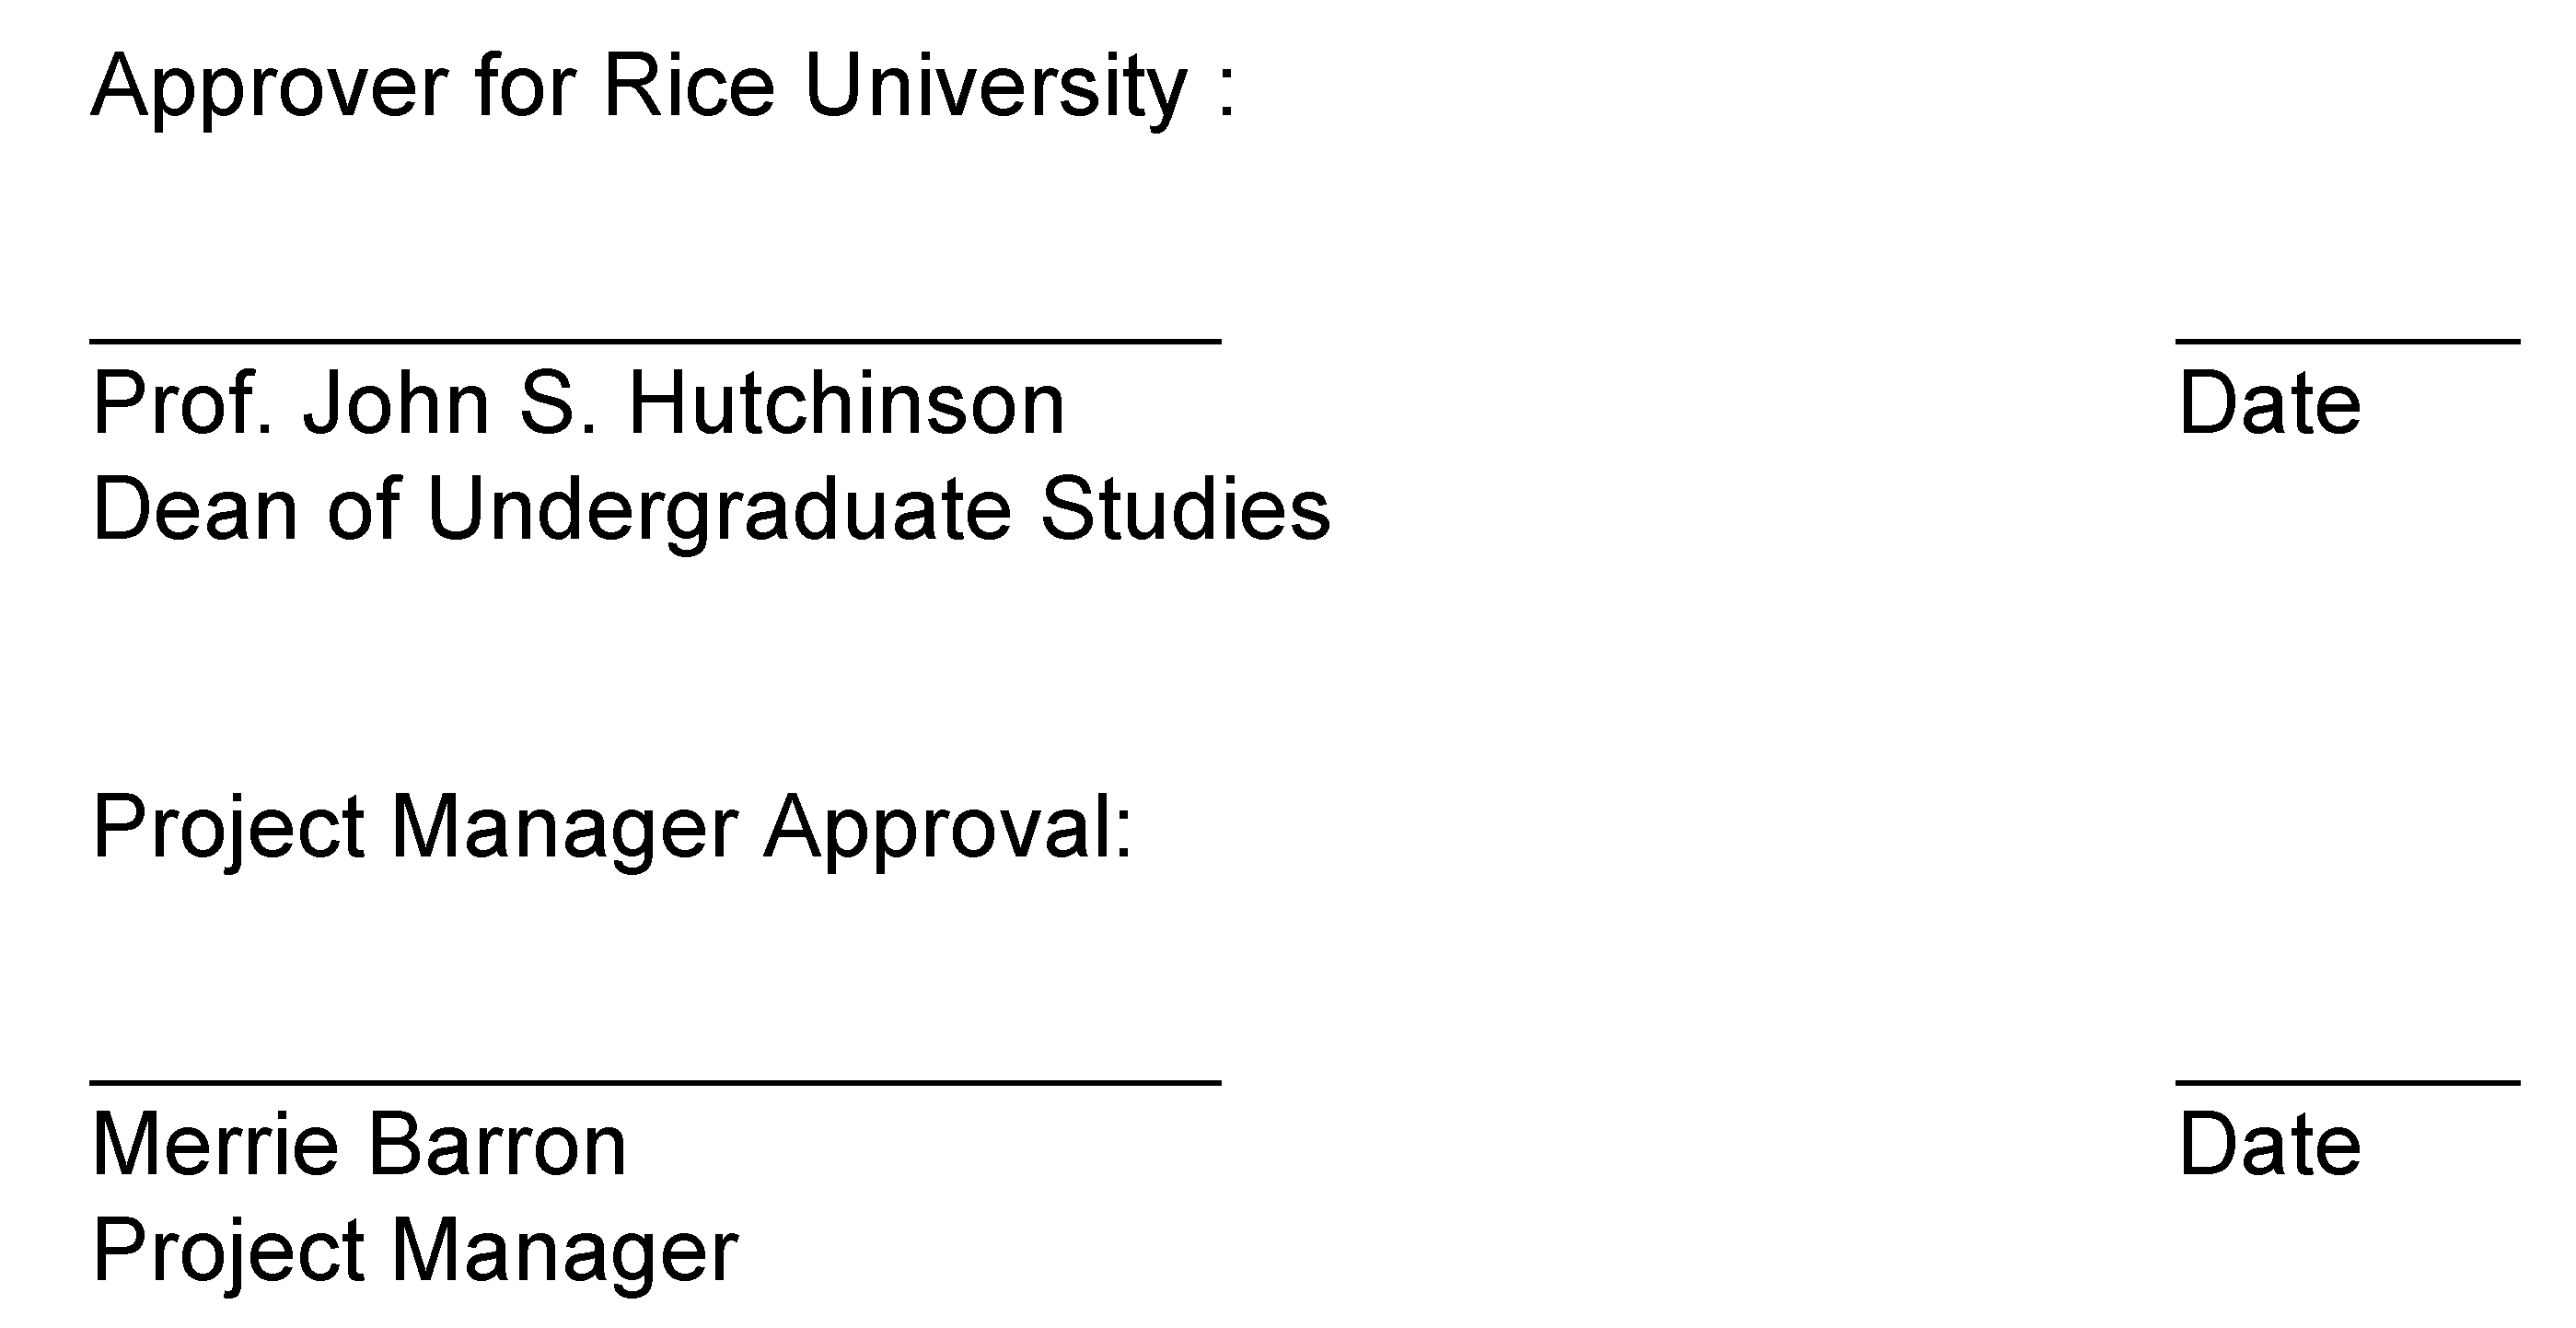 Approver for Rice University :
Prof. John S. Hutchinson
Date
Dean of Undergraduate Studies
Project Manager Approval:
Merrie Barron
Date
Project Manager